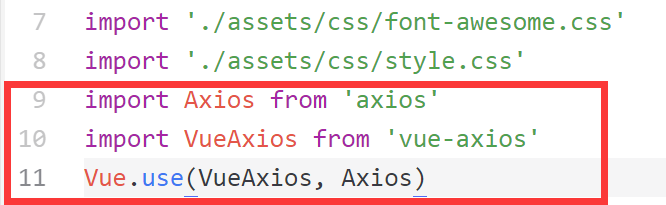 7 import './assets/css/font-awesome.css'
8 import './assets/css/style.css'
9 import Axios from 'axios'
10 import VueAxios from 'vue-axios'
11 Vue.use(VueAxios, Axios)